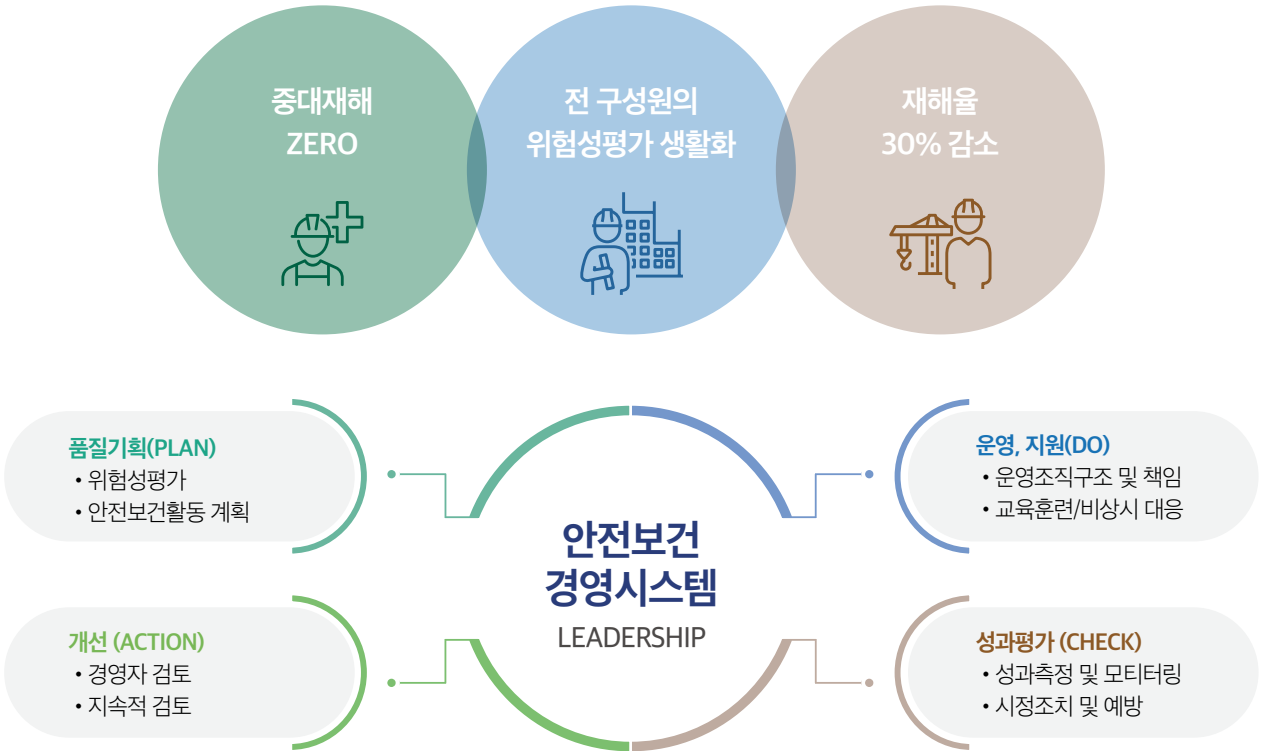 중대재해
ZERO
전 구성원의
위험성평가 생활화
재해율
30% 감소
품질기획(PLAN)
• 위험성평가
• 안전보건활동 계획
운영, 지원(DO)
• 운영조직구조 및 책임
• 교육훈련/비상시 대응
안전보건
경영시스템
LEADERSHIP
개선 (ACTION)
• 경영자 검토
• 지속적 검토
성과평가 (CHECK)
• 성과측정 및 모티터링
• 시정조치 및 예방